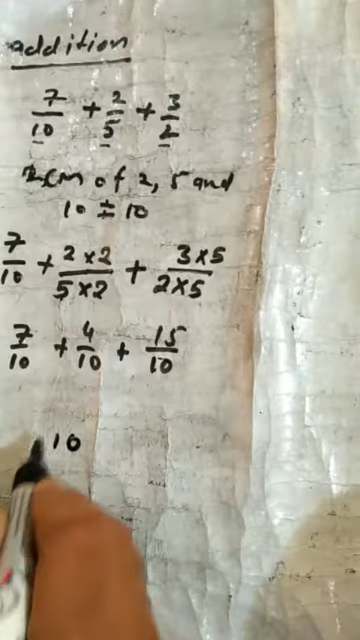 addition
7/10 + 2/5 + 3/2
Lcm of 2, 5 and
10 = 10
7/10 + 2×2/5×2 + 3×5/2×5
7/10 + 4/10 + 15/10
10